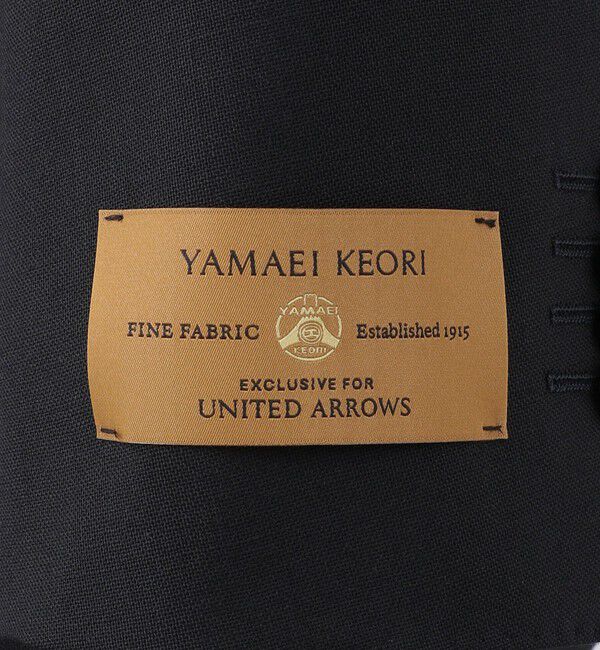 YAMAEI KEORI
FINE FABRIC
YAMAEI
KEORI
Established 1915
EXCLUSIVE FOR
UNITED ARROWS